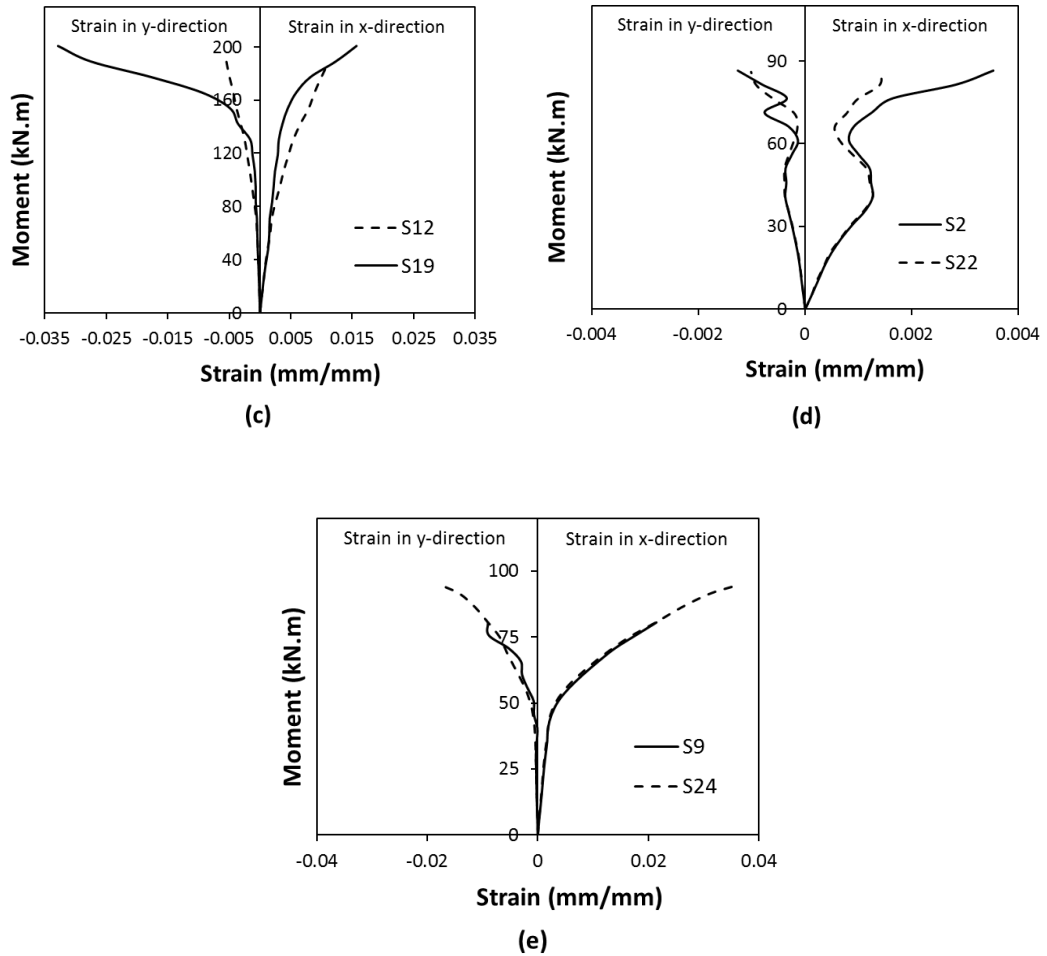 Strain in y-direction Strain in x-direction
200
160
120
80
40
0
Moment (kN.m)
S12
S19
-0.035 -0.025 -0.015 -0.005 0.005 0.015 0.025 0.035
Strain (mm/mm)
(c)
Strain in y-direction Strain in x-direction
90
60
30
0
Moment (kN.m)
S2
S22
-0.004 -0.002 0 0.002 0.004
Strain (mm/mm)
(d)
Strain in y-direction Strain in x-direction
100
75
50
25
0
Moment (kN.m)
S9
S24
-0.04 -0.02 0 0.02 0.04
Strain (mm/mm)
(e)